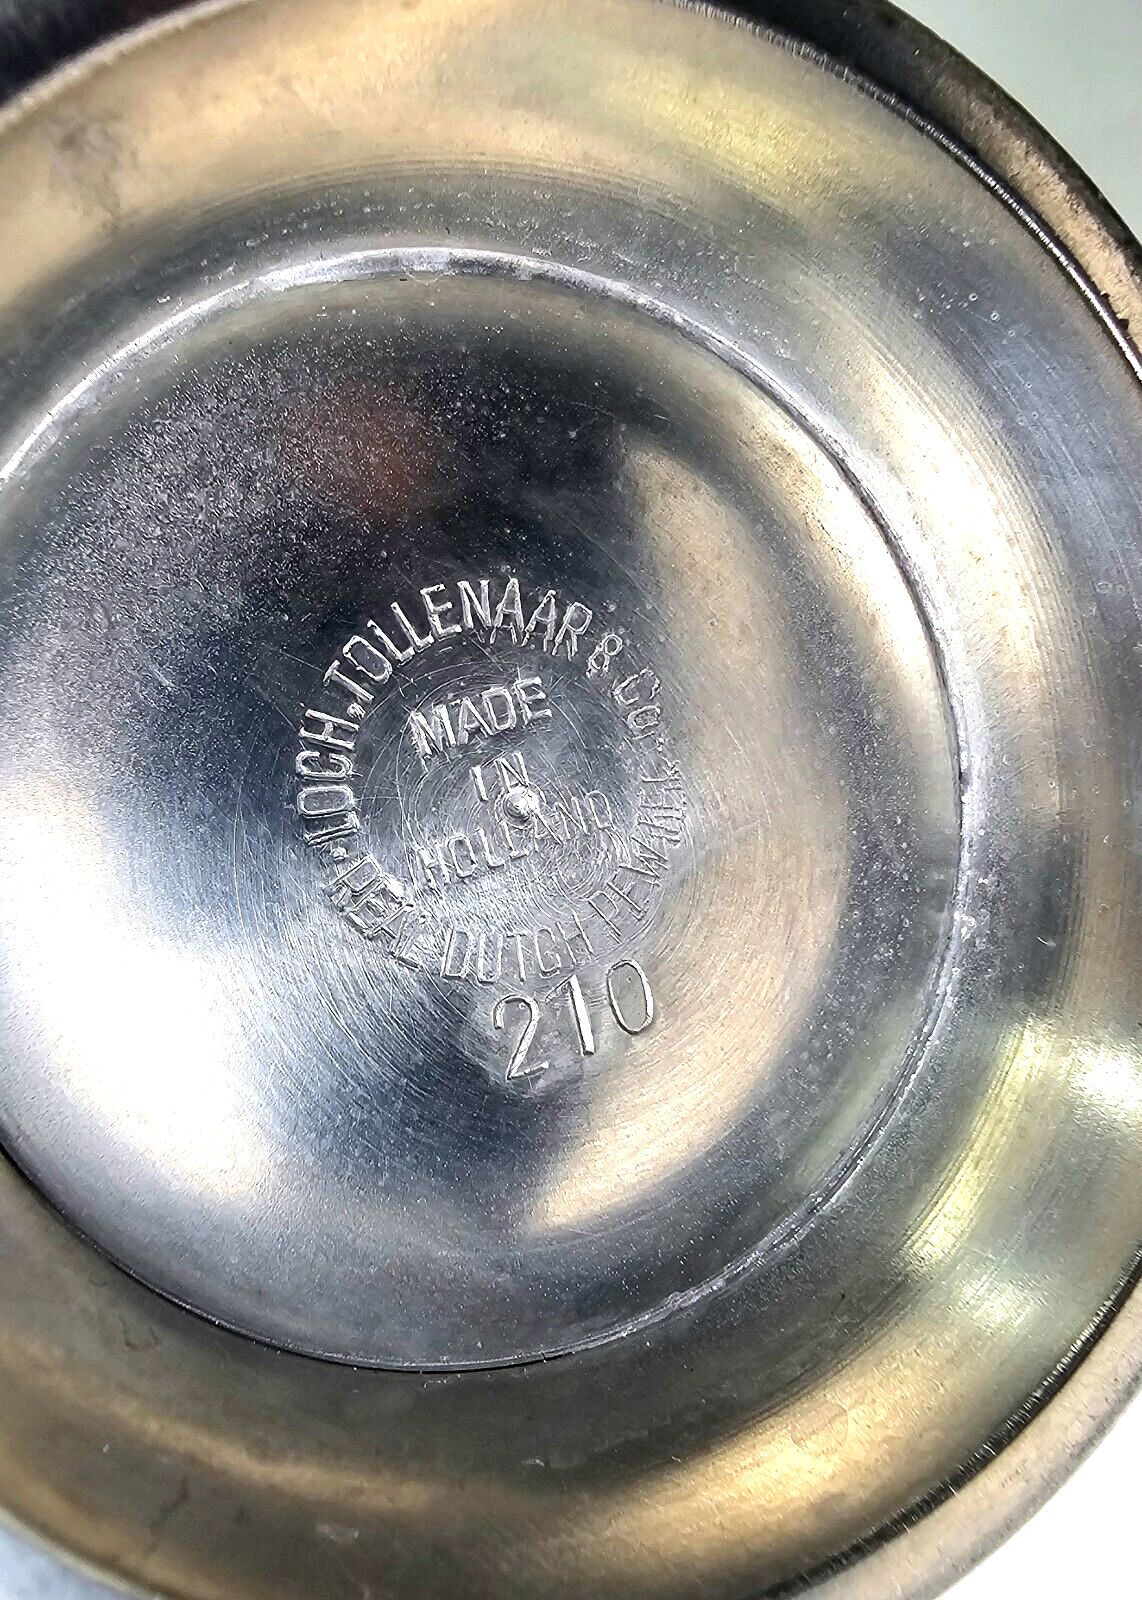 LOCH, TOLLENAAR & CO.
MADE
IN
HOLLAND
REAL DUTCH PEWTER
210